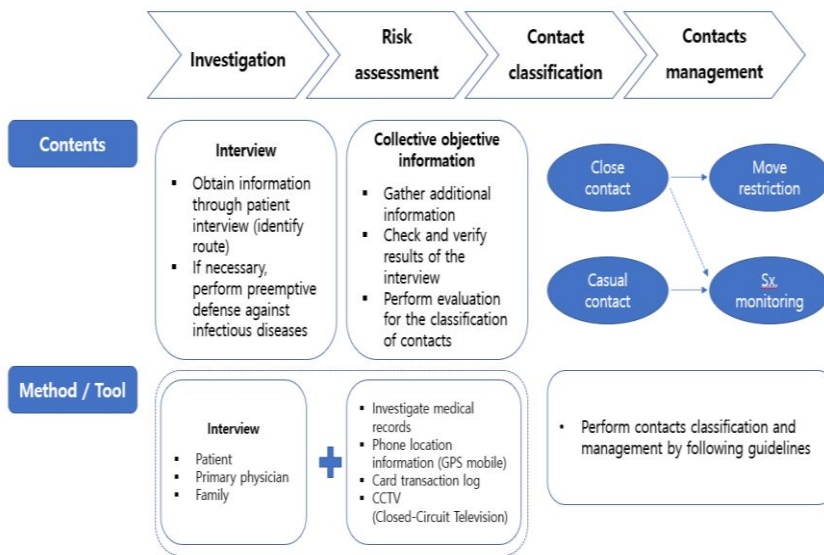 Investigation
Risk
assessment
Contact
classification
Contacts
management
Contents
Interview
▪ Obtain information
through patient
interview (identify
route)
▪ If necessary,
perform preemptive
defense against
infectious diseases
Collective objective
information
▪ Gather additional
information
▪ Check and verify
results of the
interview
▪ Perform evaluation
for the classification
of contacts
Close
contact
Move
restriction
Casual
contact
Sx.
monitoring
Method / Tool
Interview
▪ Patient
▪ Primary physician
▪ Family
▪ Investigate medical
records
▪ Phone location
information (GPS mobile)
▪ Card transaction log
▪ CCTV
(Closed-Circuit Television)
• Perform contacts classification and
management by following guidelines